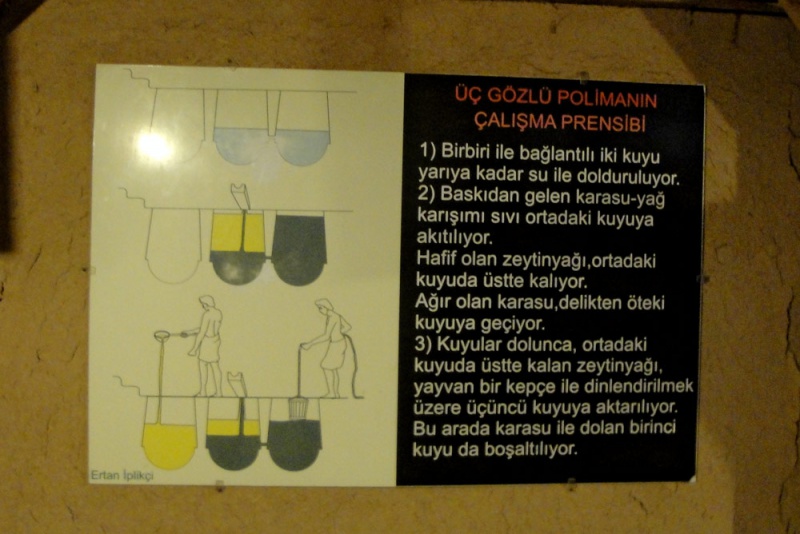 ÜÇ GÖZLÜ POLİMANIN
ÇALIŞMA PRENSİBİ
1) Birbiri ile bağlantılı iki kuyu
yarıya kadar su ile dolduruluyor.
2) Baskıdan gelen karasu-yağ
karışımı sıvı ortadaki kuyuya
akıtılıyor.
Hafif olan zeytinyağı,ortadaki
kuyuda üstte kalıyor.
Ağır olan karasu,delikten öteki
kuyuya geçiyor.
3) Kuyular dolunca, ortadaki
kuyuda üstte kalan zeytinyağı,
yayvan bir kepçe ile dinlendirilmek
üzere üçüncü kuyuya aktarılıyor.
Bu arada karasu ile dolan birinci
kuyu da boşaltılıyor.
Ertan İplikçi